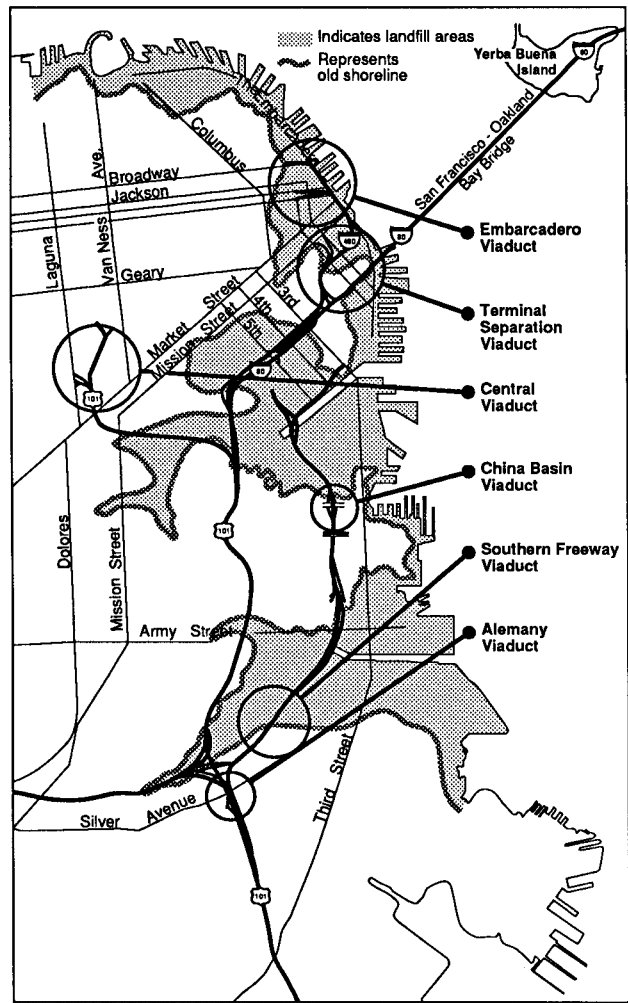 Indicates landfill areas
Represents
old shoreline
Yerba Buena
Island
80
San Francisco - Oakland
Bay Bridge
Columbus
Ave.
Broadway
Jackson
Van Ness
Laguna
Geary
480
80
Embarcadero
Viaduct
Terminal
Separation
Viaduct
Market Street
Mission Street
3rd
4th
5th
80
101
Central
Viaduct
China Basin
Viaduct
101
Dolores
Mission Street
Southern Freeway
Viaduct
Army Street
Alemany
Viaduct
Third Street
Silver Avenue
101